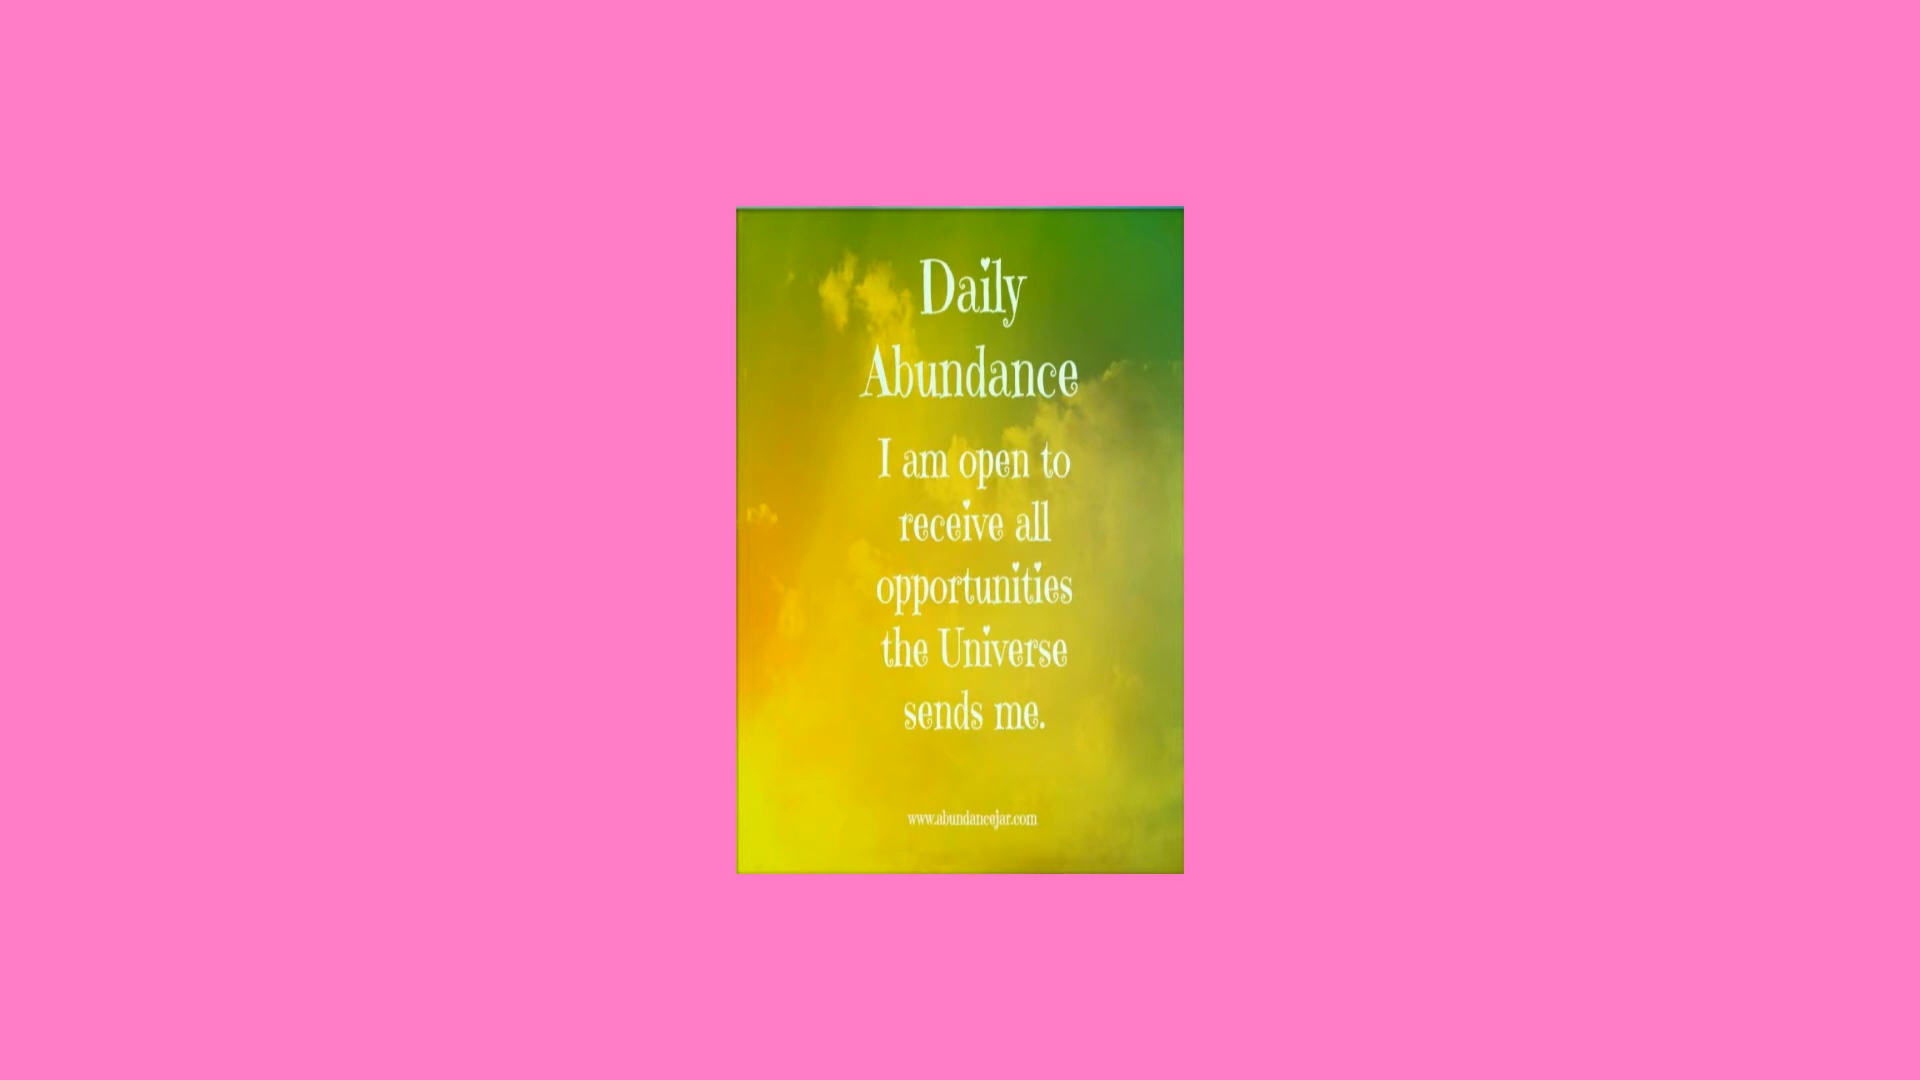 Daily
Abundance
I am open to
receive all
opportunities
the Universe
sends me.
www.abundancejar.com